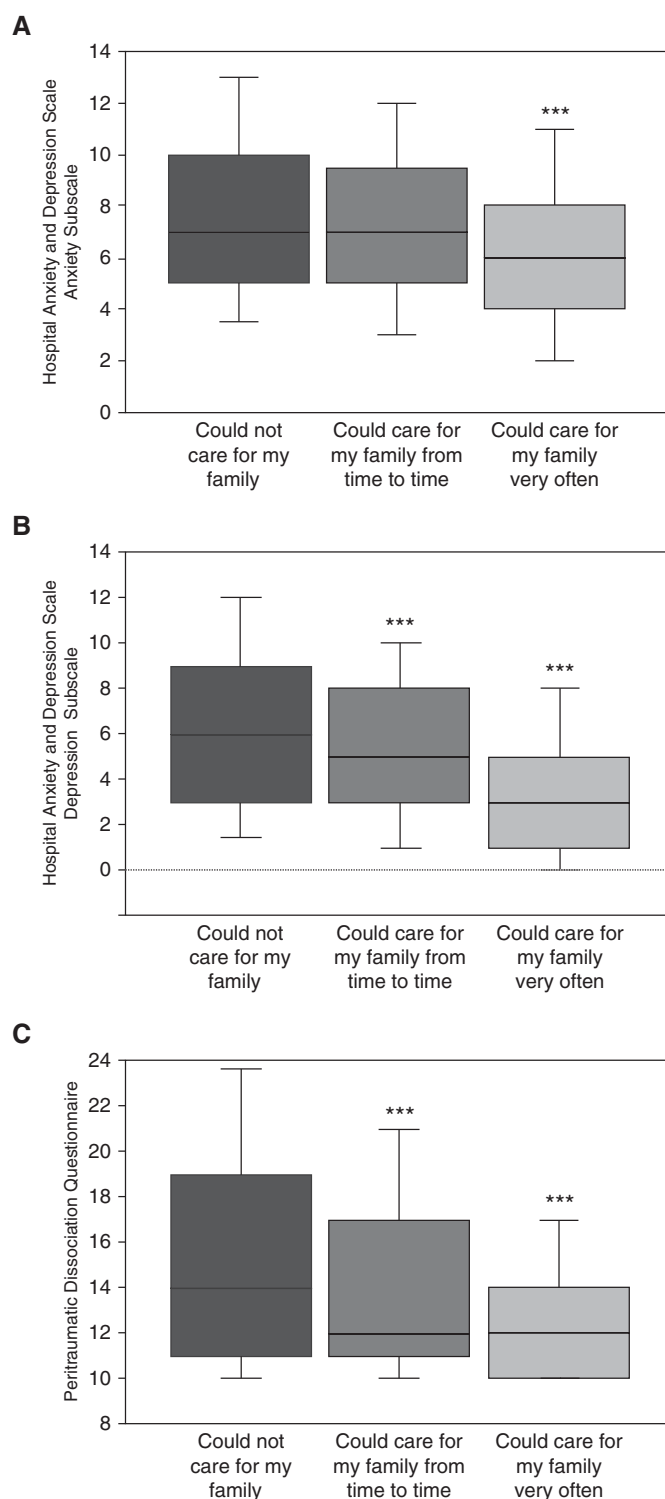 A
Hospital Anxiety and Depression Scale
Anxiety Subscale
14
12
10
8
6
4
2
0
***
Could not
care for my
family
Could care for
my family from
time to time
Could care for
my family
very often
B
Hospital Anxiety and Depression Scale
Depression Subscale
14
12
10
8
6
4
2
0
***
***
Could not
care for my
family
Could care for
my family from
time to time
Could care for
my family
very often
C
Peritraumatic Dissociation Questionnaire
24
22
20
18
16
14
12
10
8
***
***
Could not
care for my
family
Could care for
my family from
time to time
Could care for
my family
very often